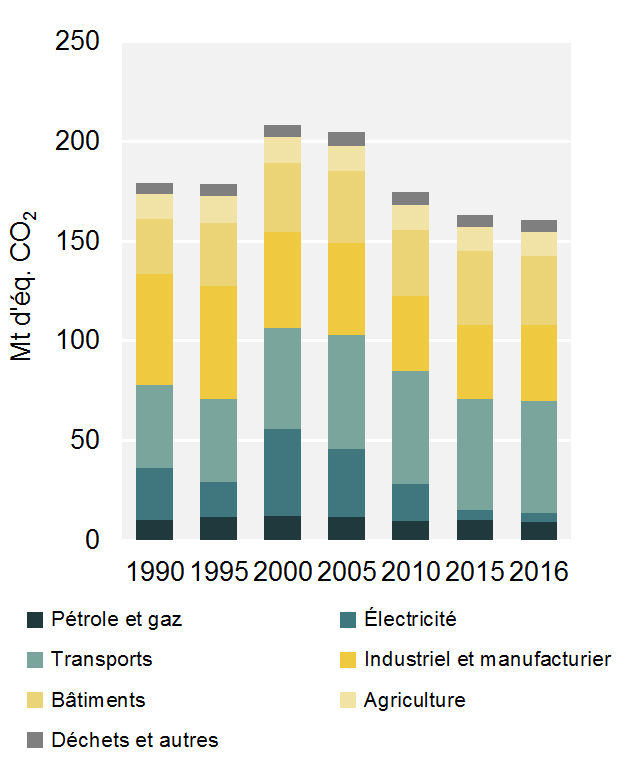 250
200
150
100
50
0
Mt d'éq. CO₂
1990 1995 2000 2005 2010 2015 2016
Pétrole et gaz
Électricité
Transports
Industriel et manufacturier
Bâtiments
Agriculture
Déchets et autres